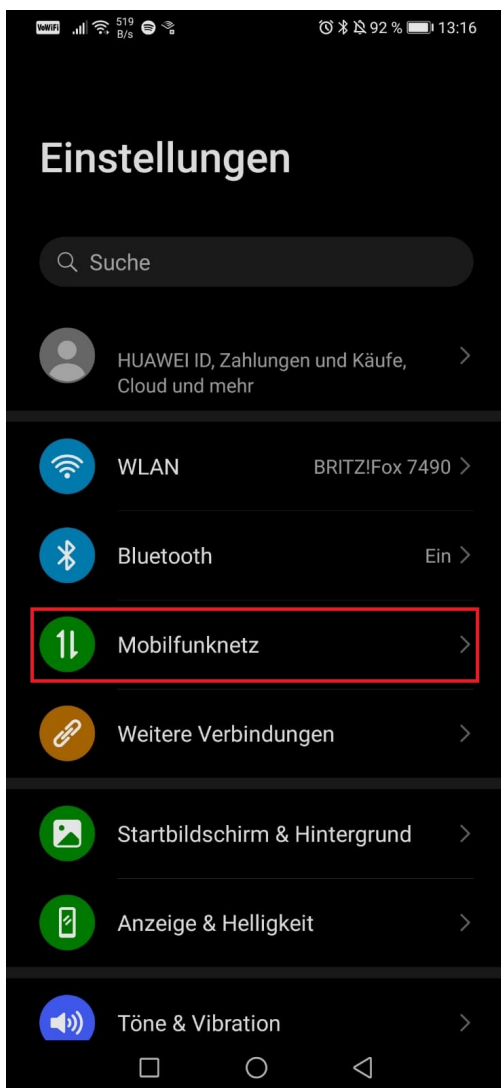 VoWiFi 519 B/s 92 % 13:16
Einstellungen
Suche
HUAWEI ID, Zahlungen und Käufe,
Cloud und mehr
WLAN BRITZ!Fox 7490
Bluetooth Ein
Mobilfunknetz
Weitere Verbindungen
Startbildschirm & Hintergrund
Anzeige & Helligkeit
Töne & Vibration